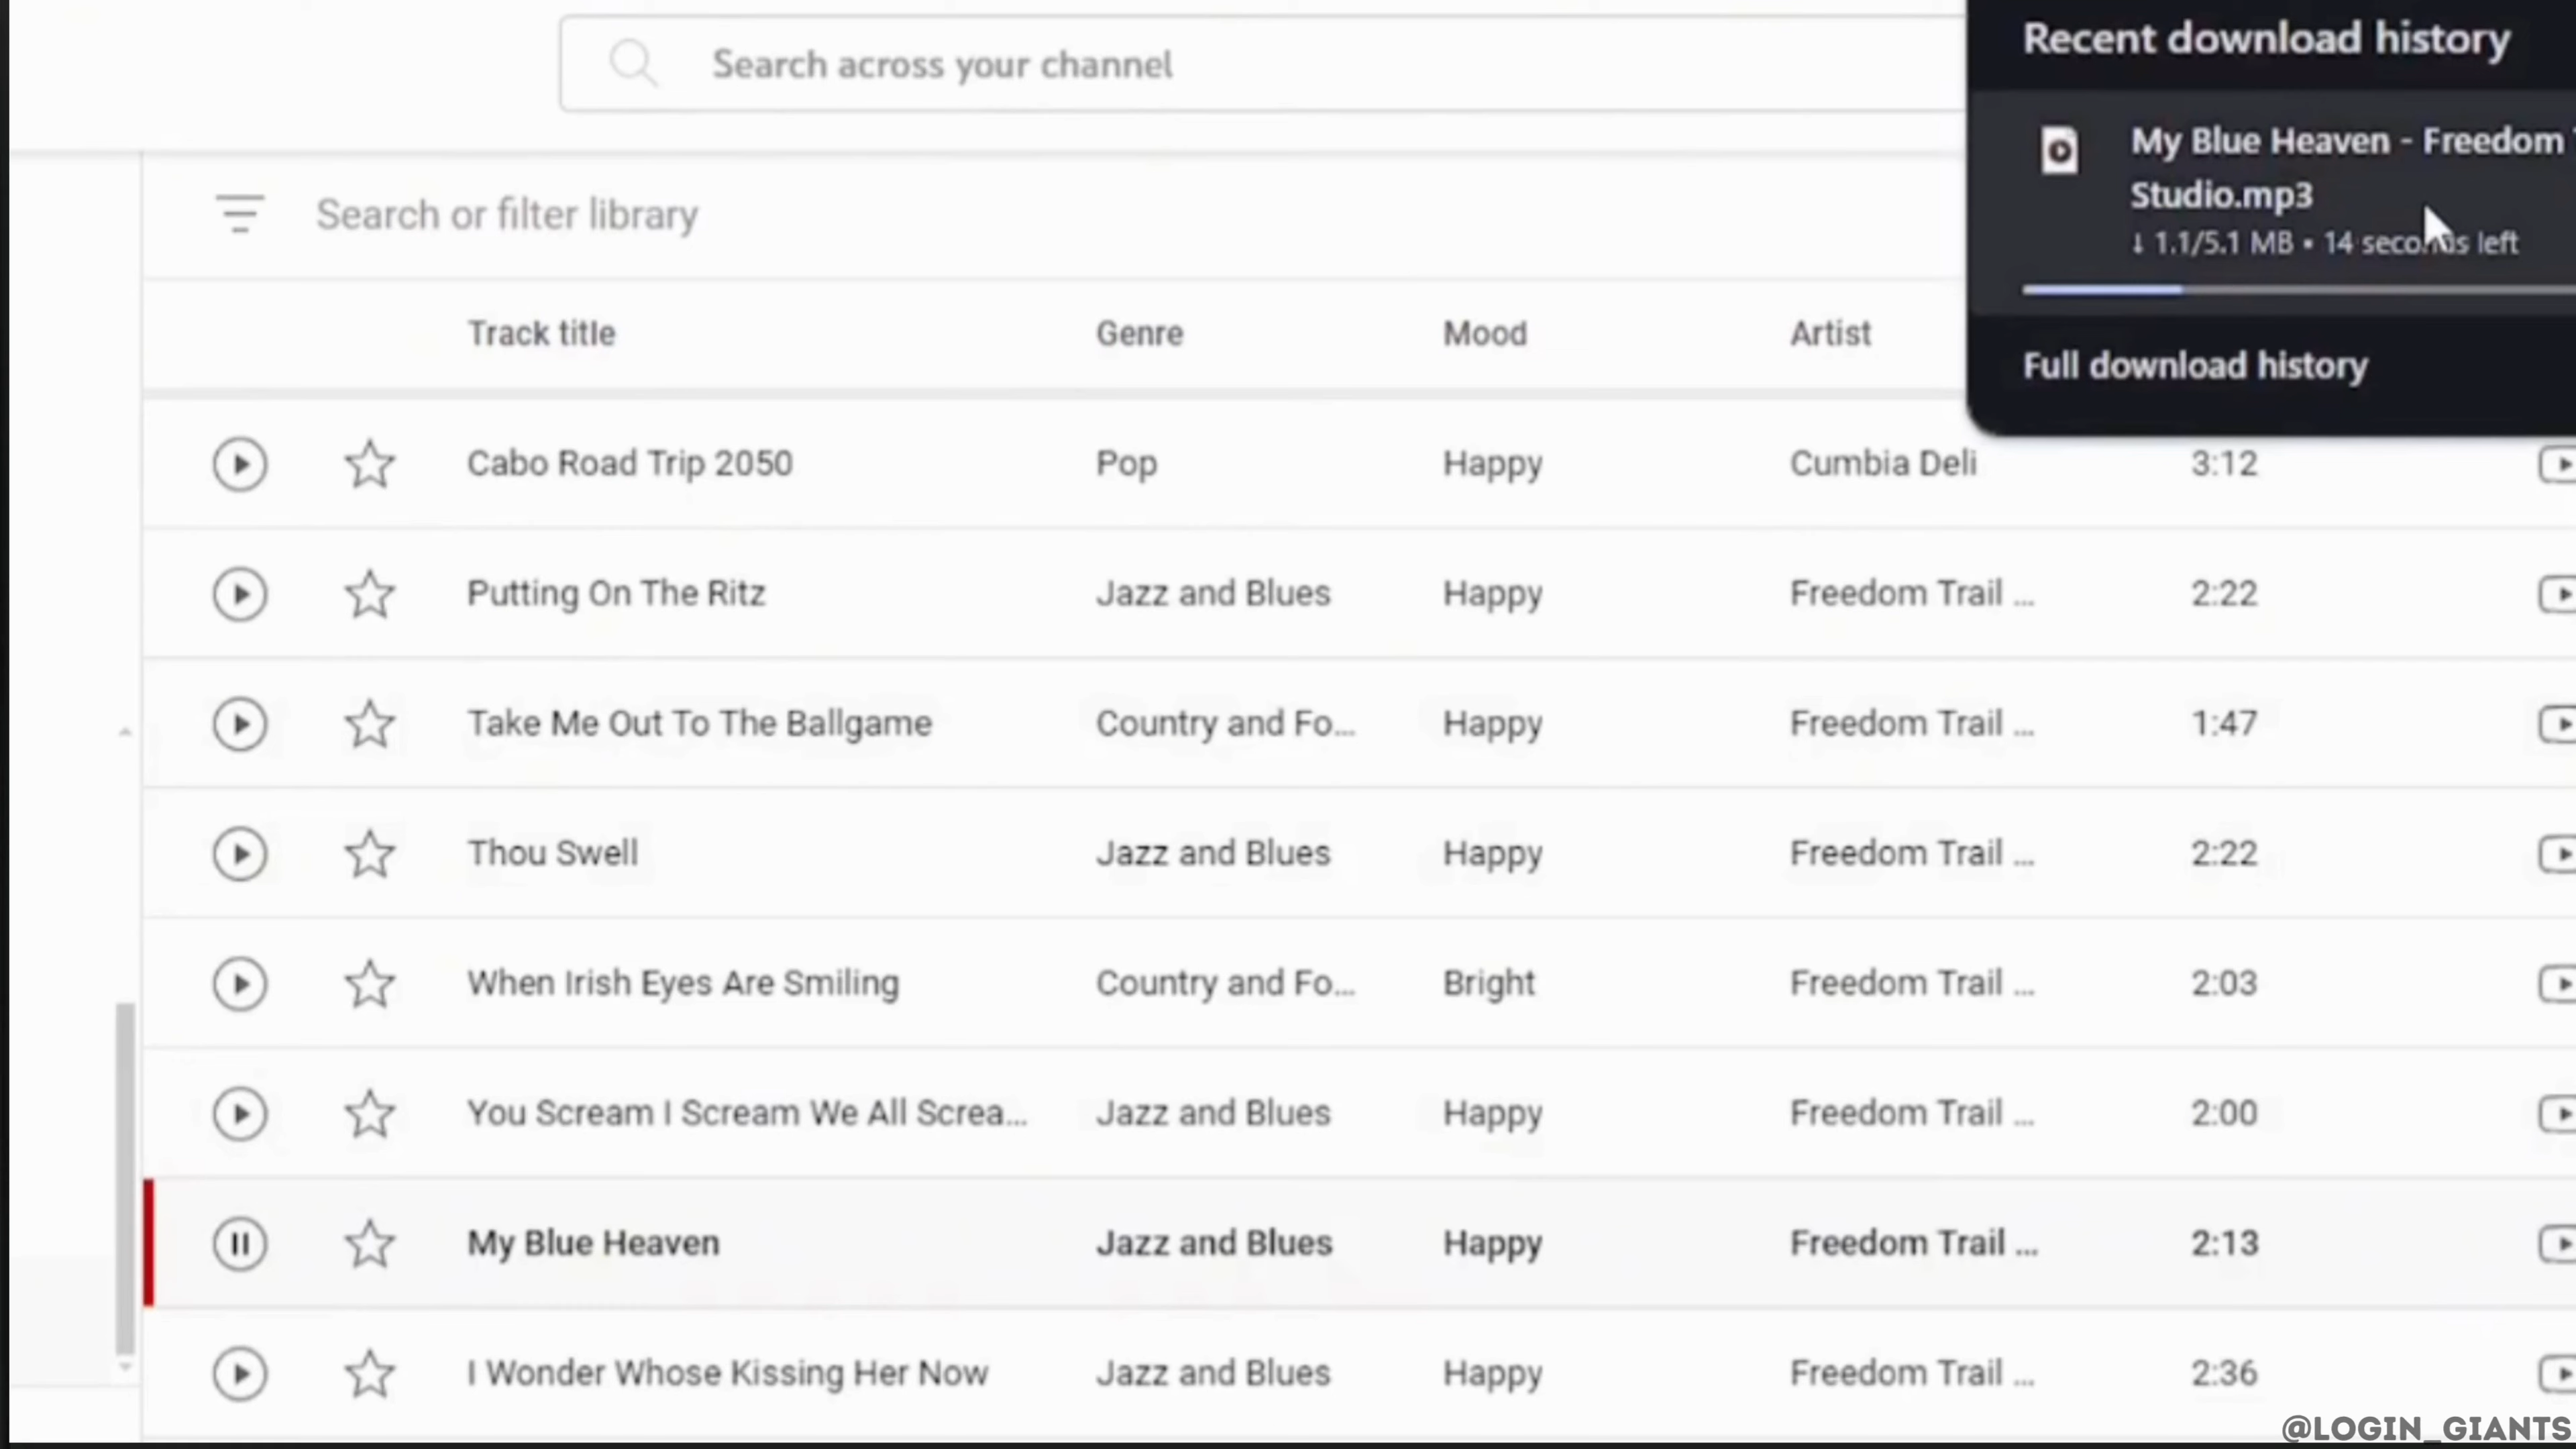 Search across your channel
Recent download history
My Blue Heaven - Freedom
Studio.mp3
↓ 1.1/5.1 MB • 14 seconds left
Full download history
Search or filter library
Track title Genre Mood Artist
Cabo Road Trip 2050 Pop Happy Cumbia Deli 3:12
Putting On The Ritz Jazz and Blues Happy Freedom Trail ... 2:22
Take Me Out To The Ballgame Country and Fo... Happy Freedom Trail ... 1:47
Thou Swell Jazz and Blues Happy Freedom Trail ... 2:22
When Irish Eyes Are Smiling Country and Fo... Bright Freedom Trail ... 2:03
You Scream I Scream We All Screa... Jazz and Blues Happy Freedom Trail ... 2:00
My Blue Heaven Jazz and Blues Happy Freedom Trail ... 2:13
I Wonder Whose Kissing Her Now Jazz and Blues Happy Freedom Trail ... 2:36
@LOGIN_GIANTS